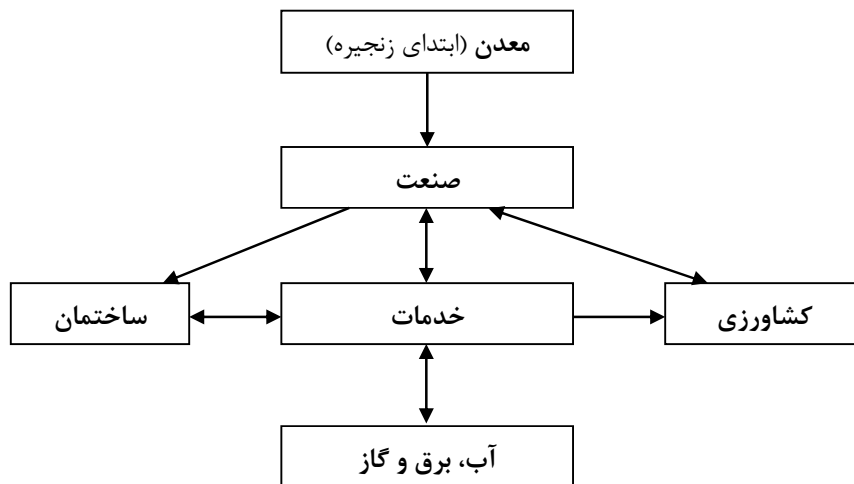 معدن (ابتدای زنجیره)
صنعت
کشاورزی
خدمات
ساختمان
آب، برق و گاز